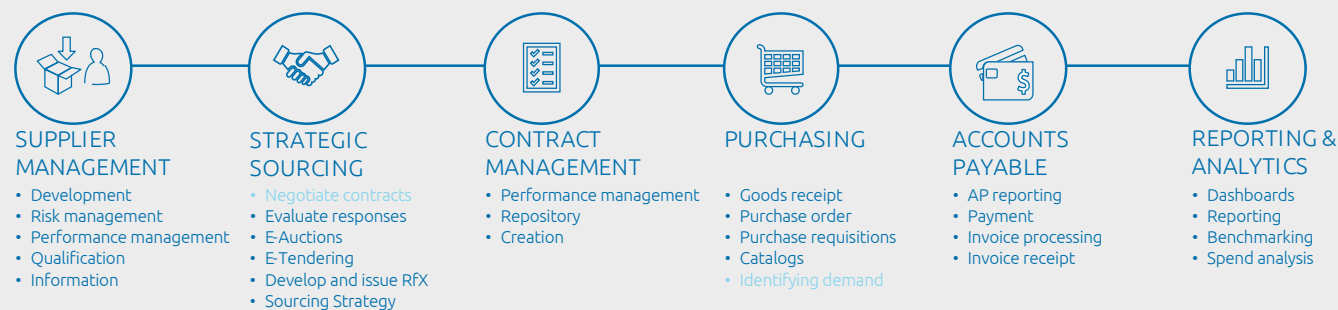 SUPPLIER
MANAGEMENT
• Development
• Risk management
• Performance management
• Qualification
• Information
STRATEGIC
SOURCING
• Negotiate contracts
• Evaluate responses
• E-Auctions
• E-Tendering
• Develop and issue RfX
• Sourcing Strategy
CONTRACT
MANAGEMENT
• Performance management
• Repository
• Creation
PURCHASING
• Goods receipt
• Purchase order
• Purchase requisitions
• Catalogs
• Identifying demand
$
ACCOUNTS
PAYABLE
• AP reporting
• Payment
• Invoice processing
• Invoice receipt
REPORTING &
ANALYTICS
• Dashboards
• Reporting
• Benchmarking
• Spend analysis